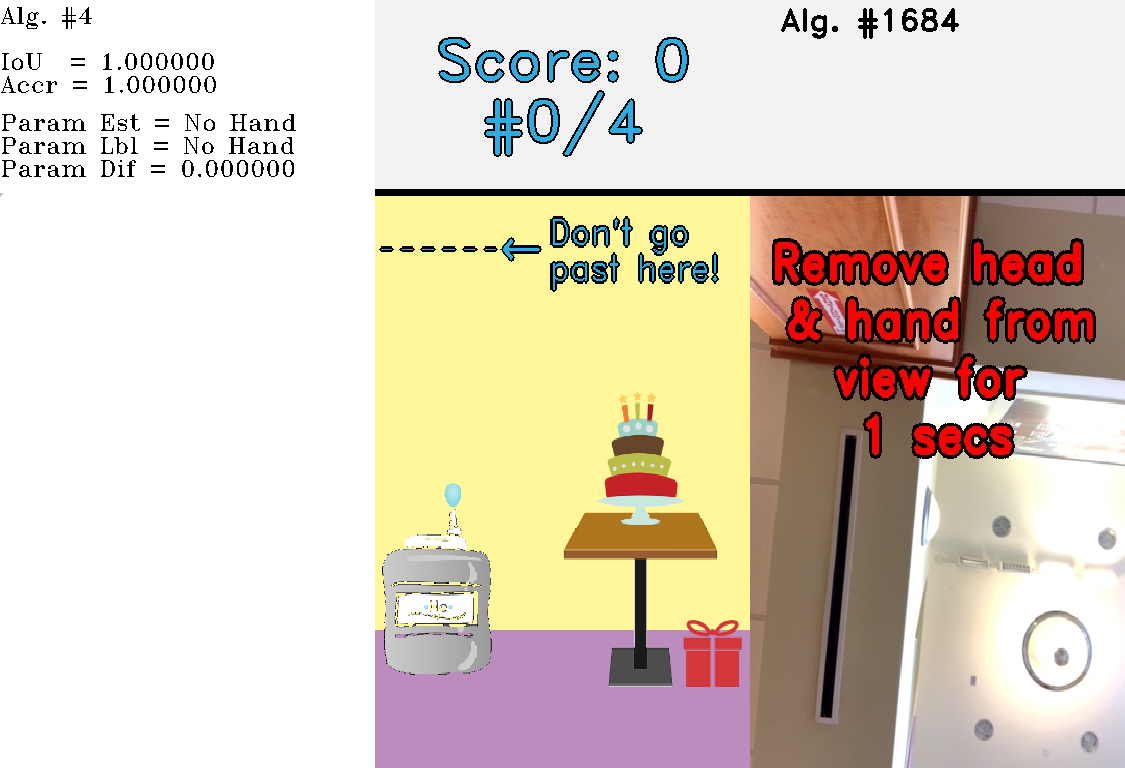 Alg. #4
IoU = 1.000000
Accr = 1.000000
Param Est = No Hand
Param Lbl = No Hand
Param Dif = 0.000000
Score: 0
#0/4
Alg. #1684
Don't go
past here!
Remove head
& hand from
view for
1 secs